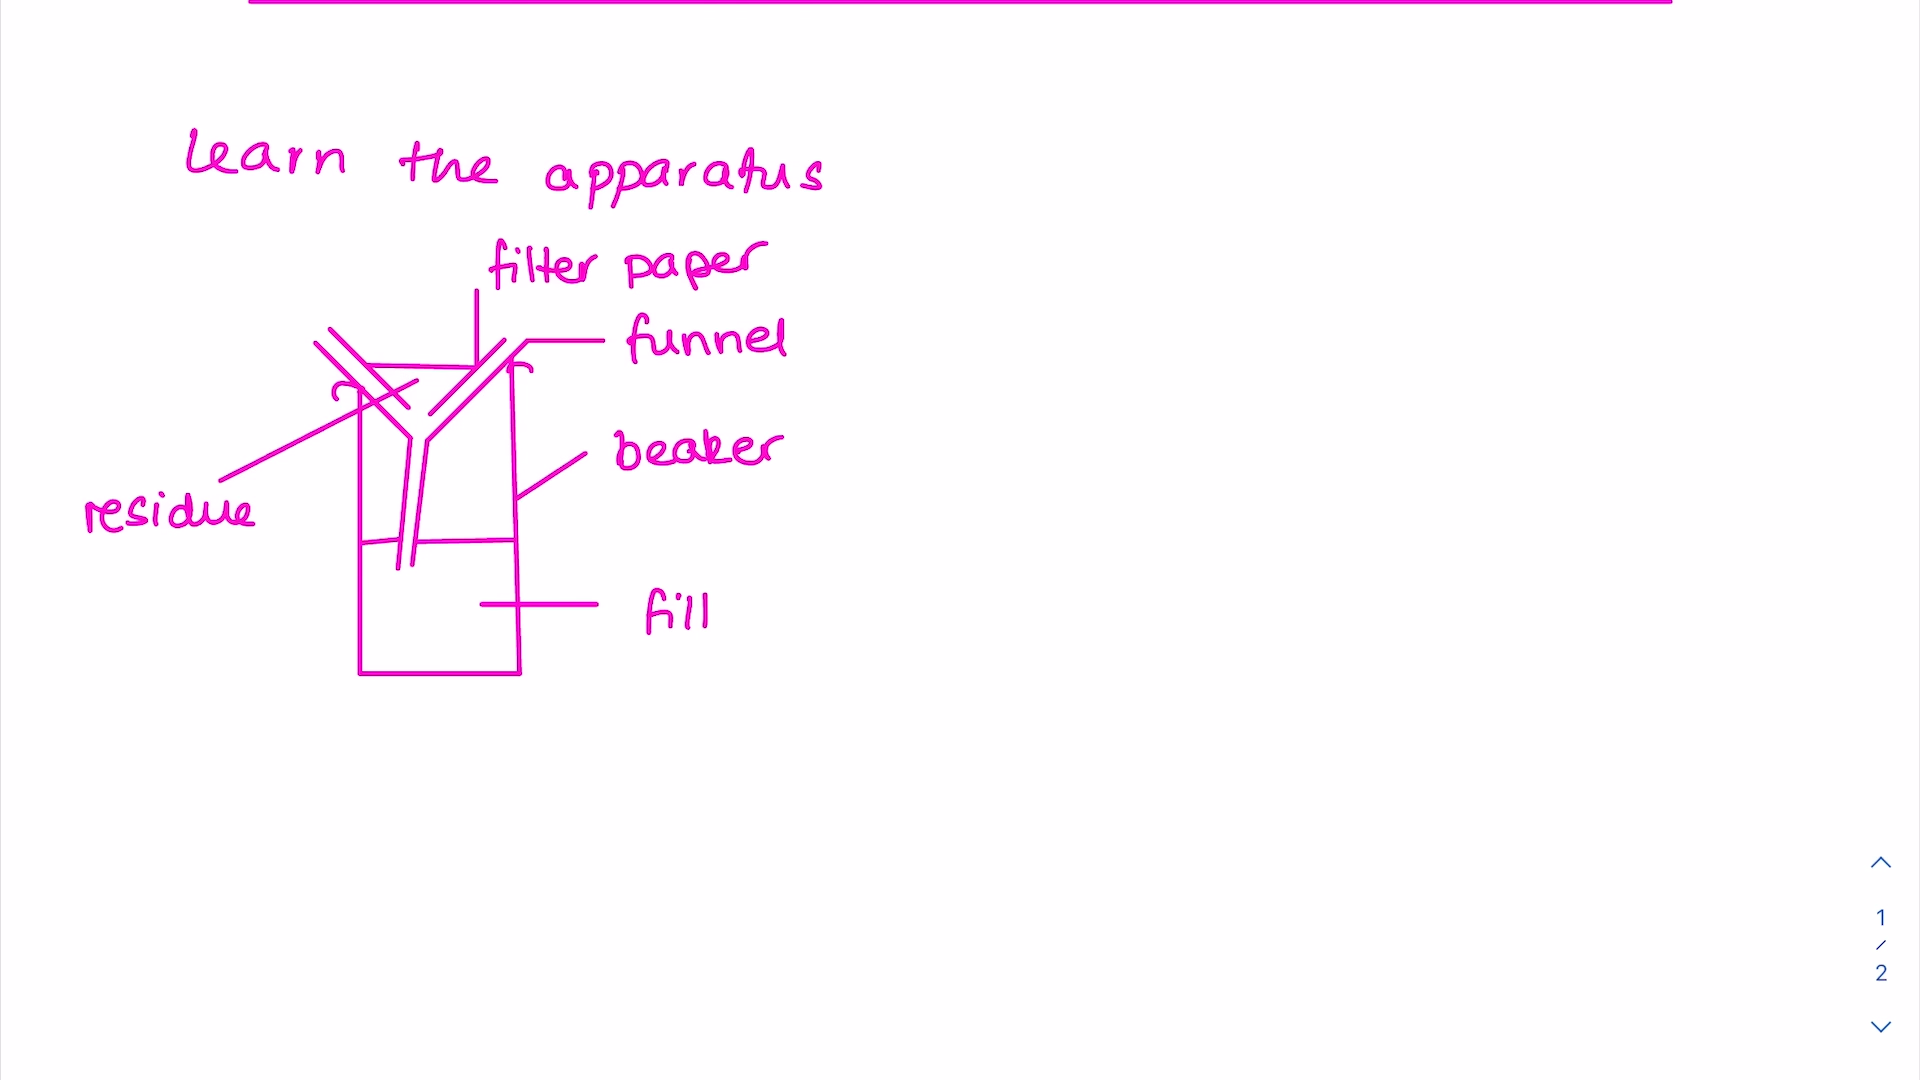 learn the apparatus
filter paper
funnel
beaker
residue
fill
1
/
2